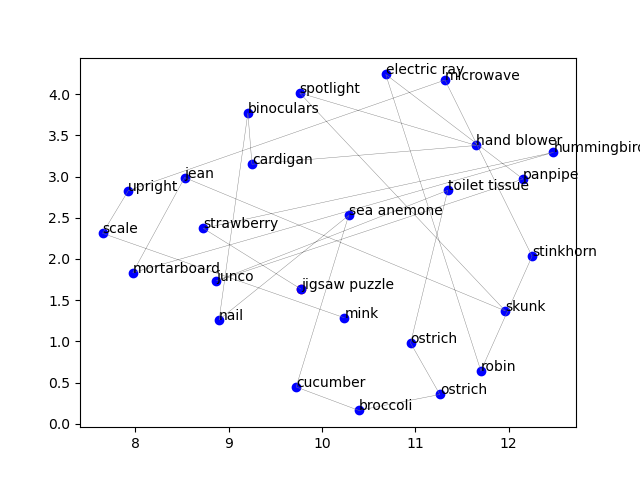 electric ray
microwave
spotlight
binoculars
hand blower
hummingbird
cardigan
panpipe
jean
toilet tissue
upright
sea anemone
strawberry
scale
stinkhorn
mortarboard
junco
jigsaw puzzle
skunk
nail
mink
ostrich
robin
cucumber
ostrich
broccoli
4.0
3.5
3.0
2.5
2.0
1.5
1.0
0.5
0.0
8 9 10 11 12